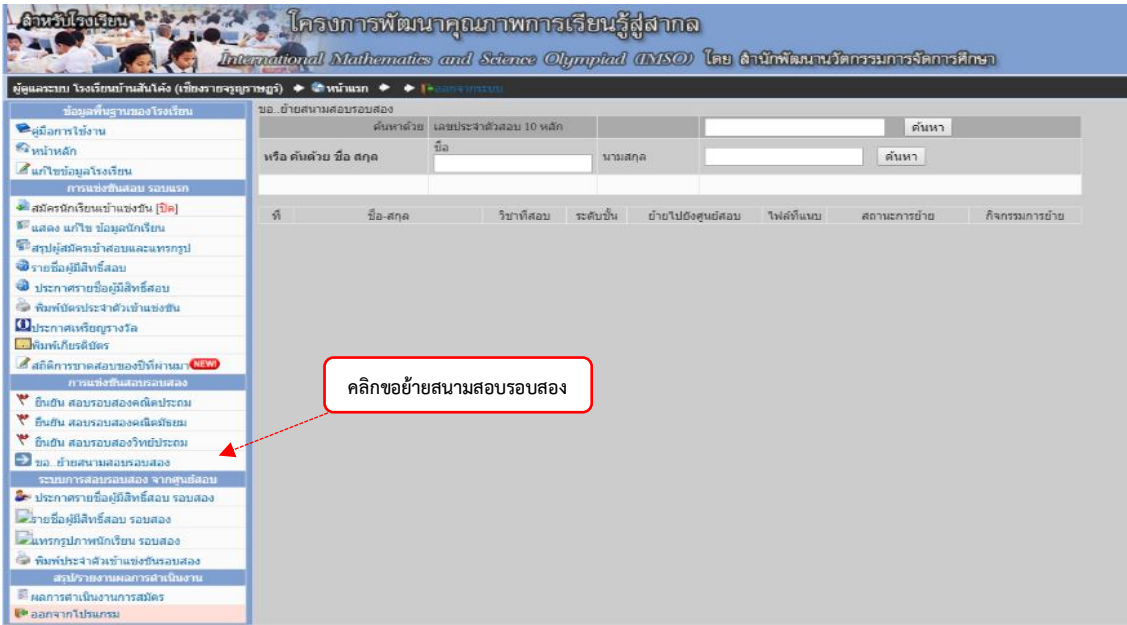 สำหรับโรงเรียน
โครงการพัฒนาคุณภาพการเรียนรู้สู่สากล
International Mathematics and Science Olympiad (IMSO) โดย สำนักพัฒนานวัตกรรมการจัดการศึกษา
ผู้ดูแลระบบ โรงเรียนบ้านสันโค้ง (เชียงรายจรูญราษฎร์) หน้าแรก ออกจากระบบ
ข้อมูลพื้นฐานของโรงเรียน
คู่มือการใช้งาน
หน้าหลัก
แก้ไขข้อมูลโรงเรียน
การแข่งขันสอบ รอบแรก
สมัครนักเรียนเข้าแข่งขัน [ปิด]
แสดง แก้ไข ข้อมูลนักเรียน
สรุปผู้สมัครเข้าสอบและแทรกรูป
รายชื่อผู้มีสิทธิ์สอบ
ประกาศรายชื่อผู้มีสิทธิ์สอบ
พิมพ์บัตรประจำตัวเข้าแข่งขัน
ประกาศเหรียญรางวัล
พิมพ์เกียรติบัตร
สถิติการขาดสอบของปีที่ผ่านมา NEW!
การแข่งขันสอบรอบสอง
ยืนยัน สอบรอบสองคณิตประถม
ยืนยัน สอบรอบสองคณิตมัธยม
ยืนยัน สอบรอบสองวิทย์ประถม
ขอ..ย้ายสนามสอบรอบสอง
ระบบการสอบรอบสอง จากศูนย์สอบ
ประกาศรายชื่อผู้มีสิทธิ์สอบ รอบสอง
รายชื่อผู้มีสิทธิ์สอบ รอบสอง
แทรกรูปภาพนักเรียน รอบสอง
พิมพ์ประจำตัวเข้าแข่งขันรอบสอง
สรุป/รายงานผลการดำเนินงาน
ผลการดำเนินงานการสมัคร
ออกจากโปรแกรม
ขอ..ย้ายสนามสอบรอบสอง
ค้นหาด้วย เลขประจำตัวสอบ 10 หลัก ค้นหา
หรือ ค้นด้วย ชื่อ สกุล ชื่อ นามสกุล ค้นหา
ที่ ชื่อ-สกุล วิชาที่สอบ ระดับชั้น ย้ายไปยังศูนย์สอบ ไฟล์ที่แนบ สถานะการย้าย กิจกรรมการย้าย
คลิกขอย้ายสนามสอบรอบสอง